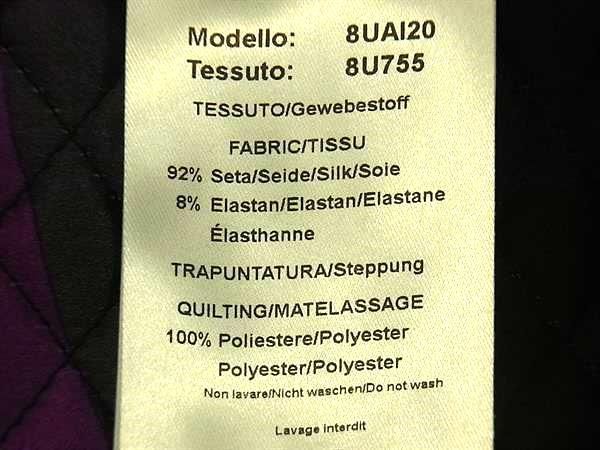 Modello: 8UAI20
Tessuto: 8U755
TESSUTO/Gewebestoff
FABRIC/TISSU
92% Seta/Seide/Silk/Soie
8% Elastan/Elastan/Elastane
Élasthanne
TRAPUNTATURA/Steppung
QUILTING/MATELASSAGE
100% Poliestere/Polyester
Polyester/Polyester
Non lavare/Nicht waschen/Do not wash
Lavage interdit